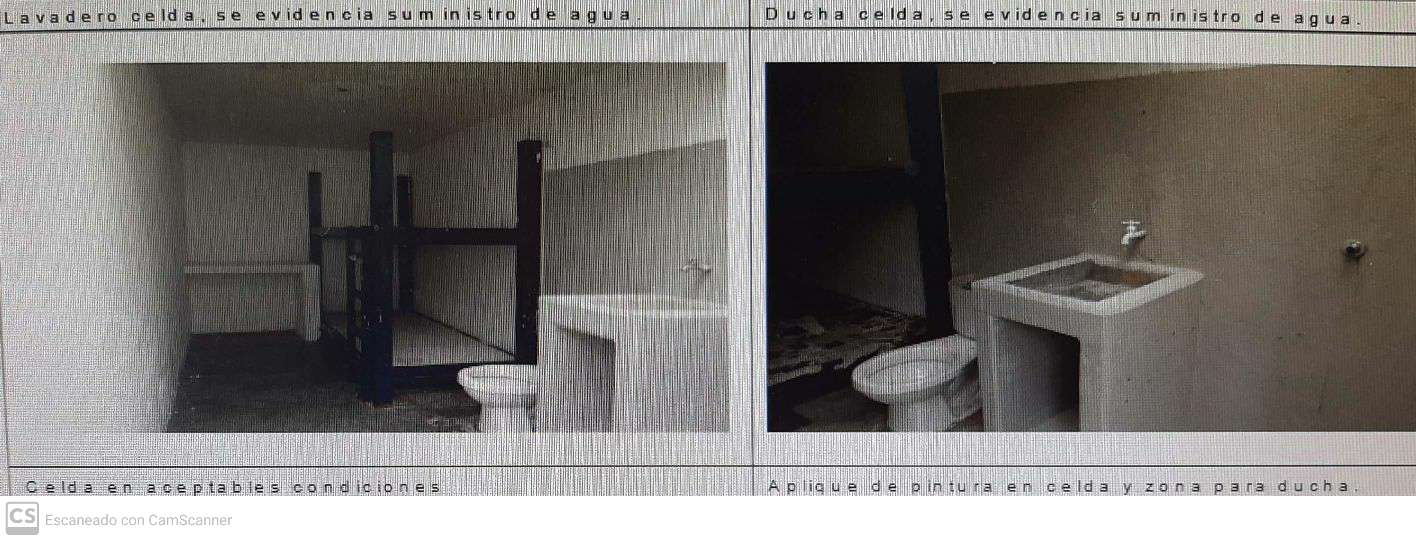 Lavadero celda, se evidencia suministro de agua.
Ducha celda, se evidencia suministro de agua.
Celda en aceptables condiciones
Aplique de pintura en celda y zona para ducha.
CS Escaneado con CamScanner